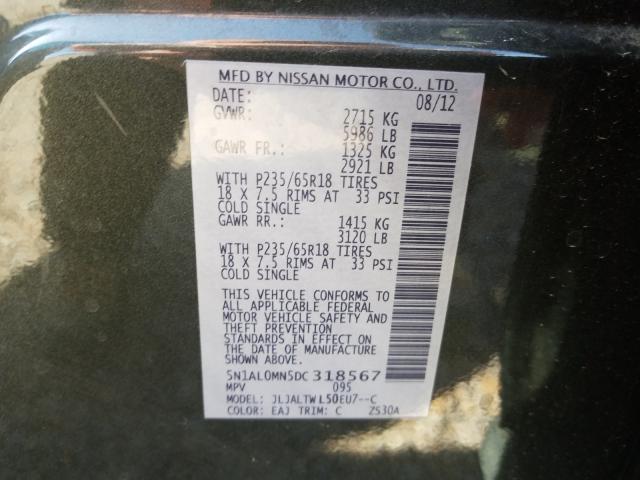 MFD BY NISSAN MOTOR CO., LTD.
DATE: 08/12
GVWR: 2715 KG
5986 LB
GAWR FR.: 1325 KG
2921 LB
WITH P235/65R18 TIRES
18 X 7.5 RIMS AT 33 PSI
COLD SINGLE
GAWR RR.: 1415 KG
3120 LB
WITH P235/65R18 TIRES
18 X 7.5 RIMS AT 33 PSI
COLD SINGLE
THIS VEHICLE CONFORMS TO
ALL APPLICABLE FEDERAL
MOTOR VEHICLE SAFETY AND
THEFT PREVENTION
STANDARDS IN EFFECT ON
THE DATE OF MANUFACTURE
SHOWN ABOVE.
5N1AL0MN5DC318567
MPV 095
MODEL: JLJALTWL50EU7--C
COLOR: EAJ TRIM: C ZS30A